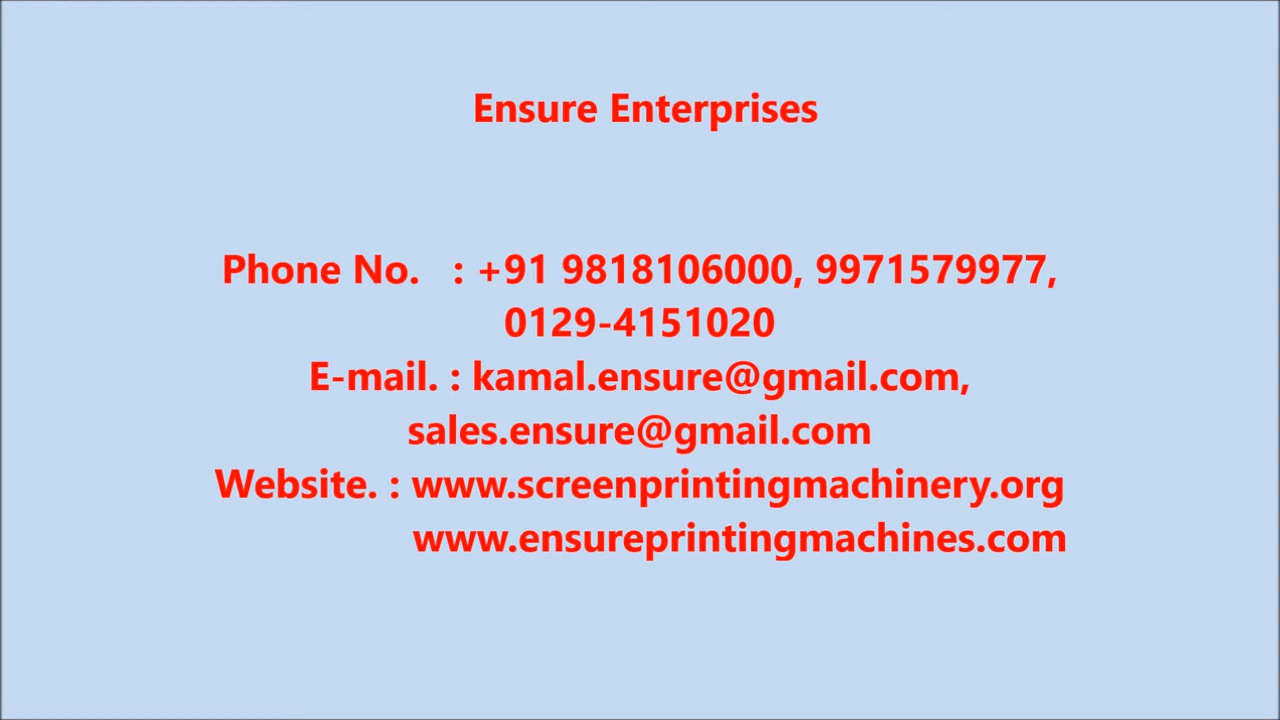 Ensure Enterprises
Phone No. : +91 9818106000, 9971579977,
0129-4151020
E-mail. : kamal.ensure@gmail.com,
sales.ensure@gmail.com
Website. : www.screenprintingmachinery.org
www.ensureprintingmachines.com